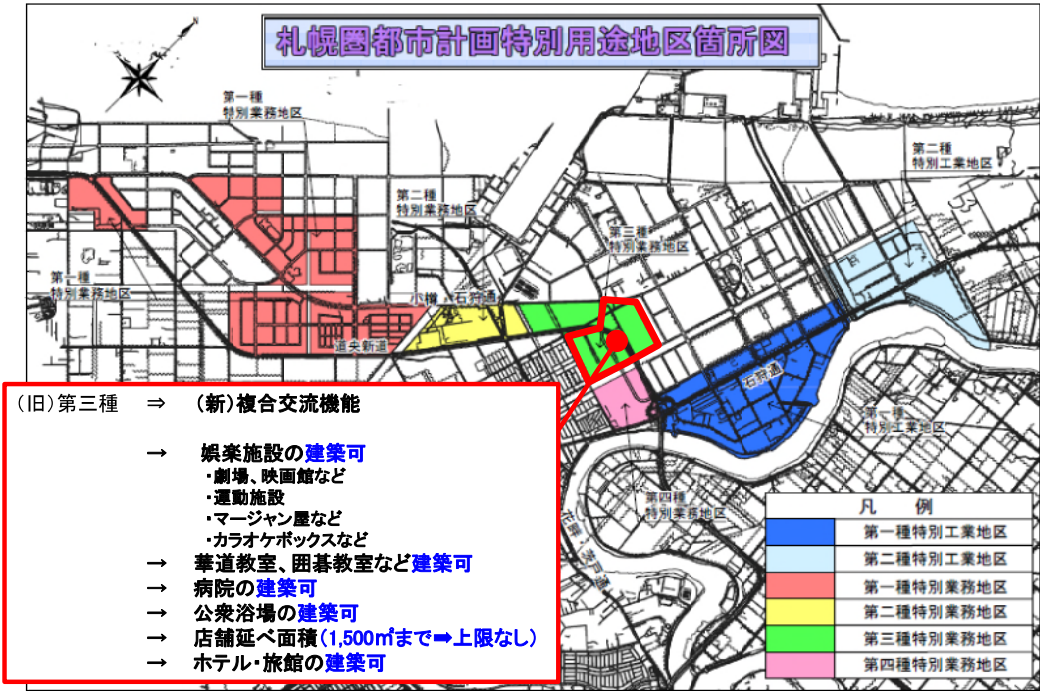 札幌圏都市計画特別用途地区箇所図
N
第一種
特別業務地区
第二種
特別工業地区
第二種
特別業務地区
第三種
特別業務地区
第一種
特別業務地区
小樽・石狩通
道央新道
石狩通
第一種
特別工業地区
第四種
特別業務地区
花畔・茨戸通
(旧)第三種 ⇒ (新)複合交流機能
→ 娯楽施設の建築可
・劇場、映画館など
・運動施設
・マージャン屋など
・カラオケボックスなど
→ 華道教室、囲碁教室など建築可
→ 病院の建築可
→ 公衆浴場の建築可
→ 店舗延べ面積(1,500㎡まで➡上限なし)
→ ホテル・旅館の建築可
凡 例
第一種特別工業地区
第二種特別工業地区
第一種特別業務地区
第二種特別業務地区
第三種特別業務地区
第四種特別業務地区